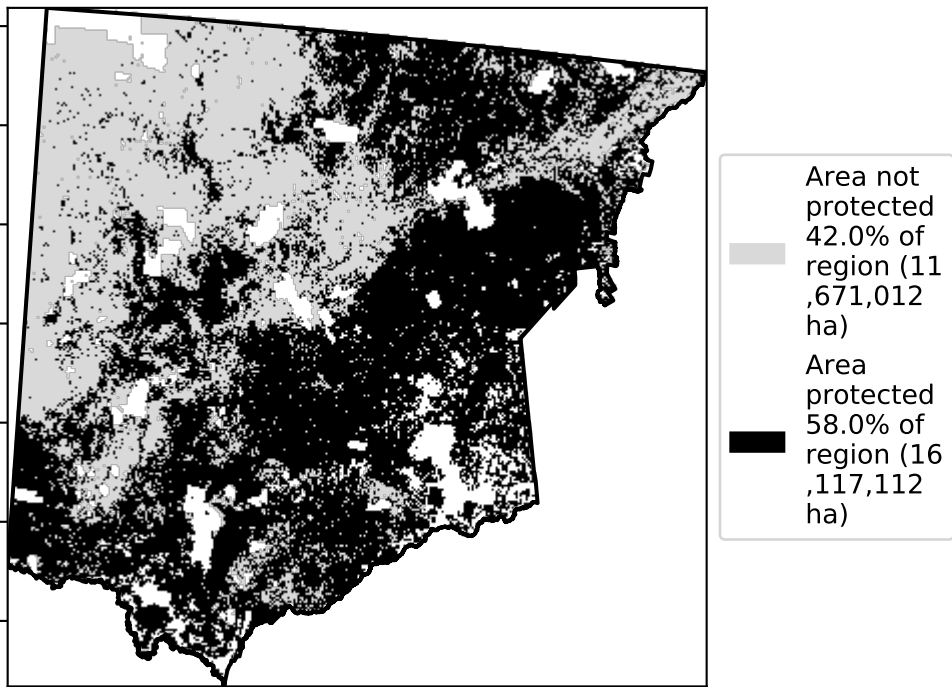 Area not
protected
42.0% of
region (11
,671,012
ha)
Area
protected
58.0% of
region (16
,117,112
ha)